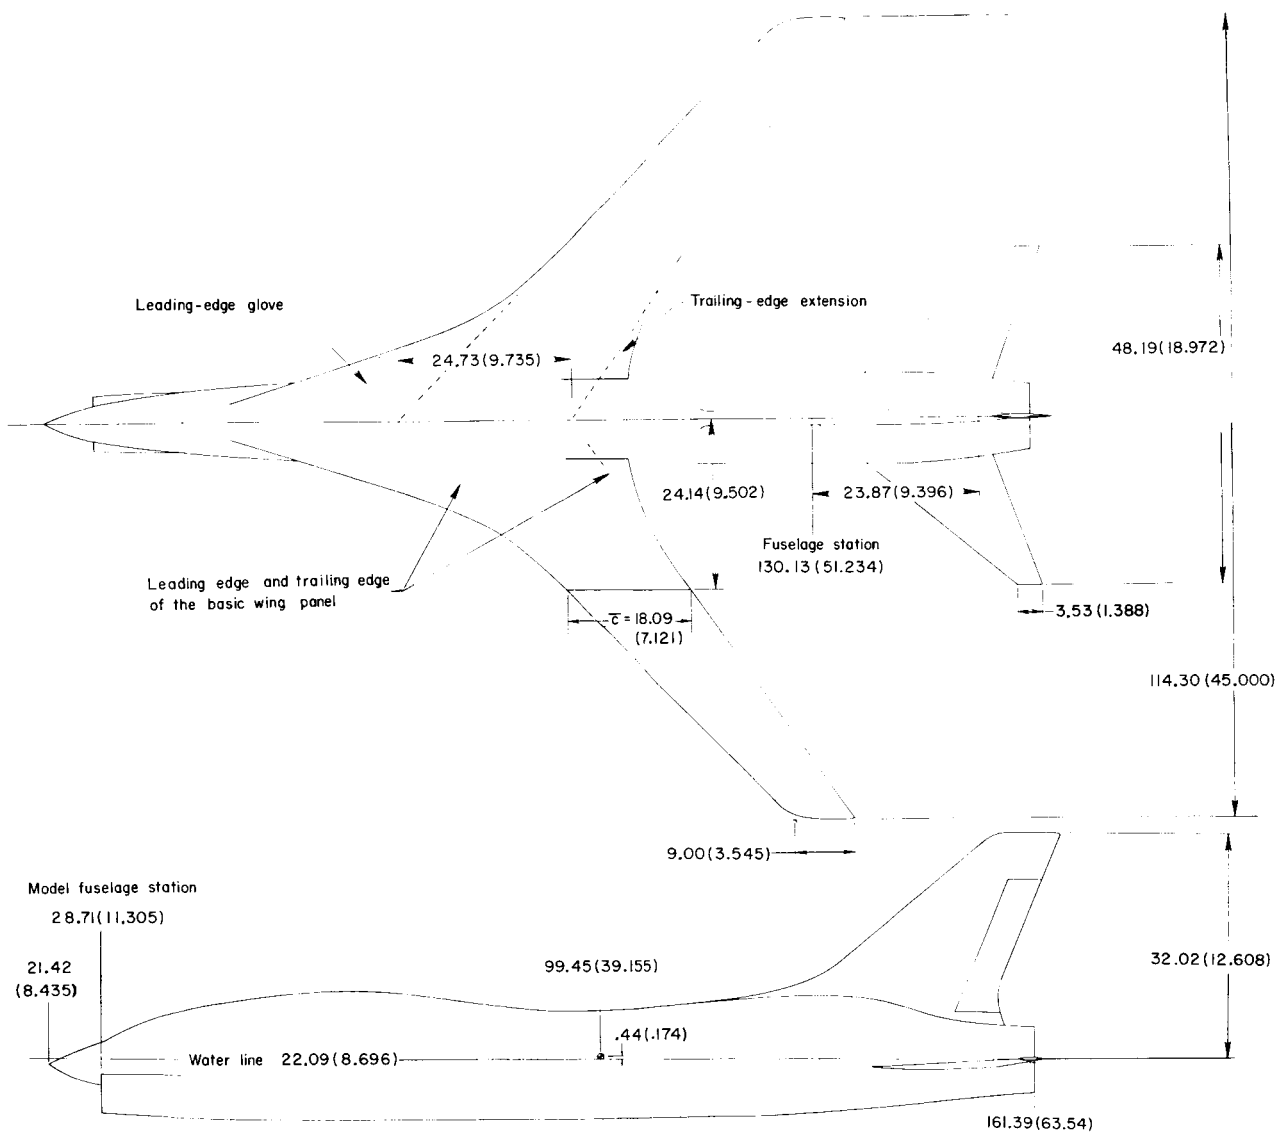 Leading-edge glove
Trailing-edge extension
24.73(9.735)
48.19(18.972)
24.14(9.502)
23.87(9.396)
Fuselage station
130.13(51.234)
Leading edge and trailing edge
of the basic wing panel
c̅=18.09
(7.121)
3.53(1.388)
114.30(45.000)
9.00(3.545)
Model fuselage station
28.71(11.305)
21.42
(8.435)
99.45(39.155)
32.02(12.608)
.44(.174)
Water line 22.09(8.696)
161.39(63.54)